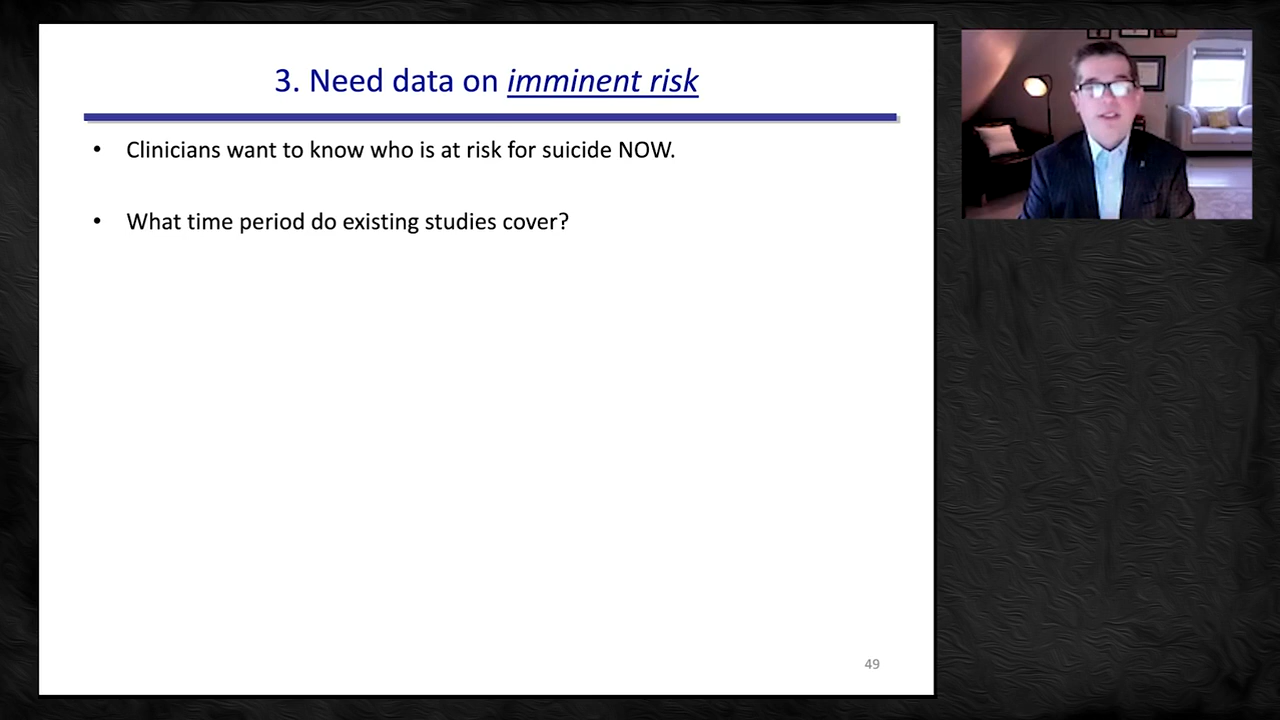 3. Need data on imminent risk
• Clinicians want to know who is at risk for suicide NOW.
• What time period do existing studies cover?
49